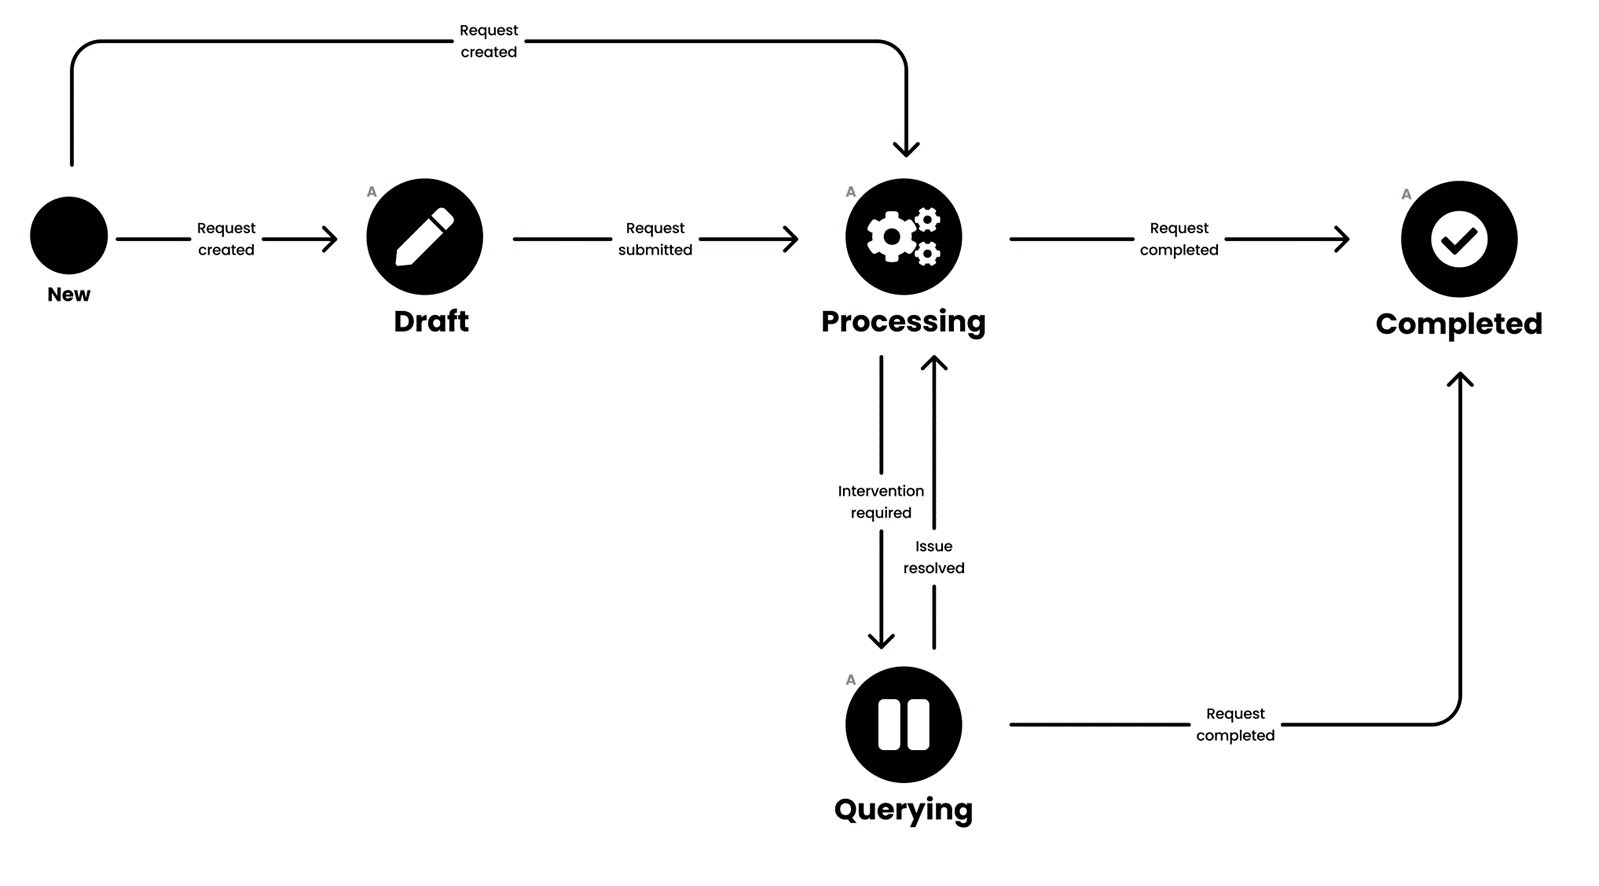 Request
created
A
A
A
Request
created
Request
submitted
Request
completed
New
Draft
Processing
Completed
Intervention
required
Issue
resolved
A
Request
completed
Querying